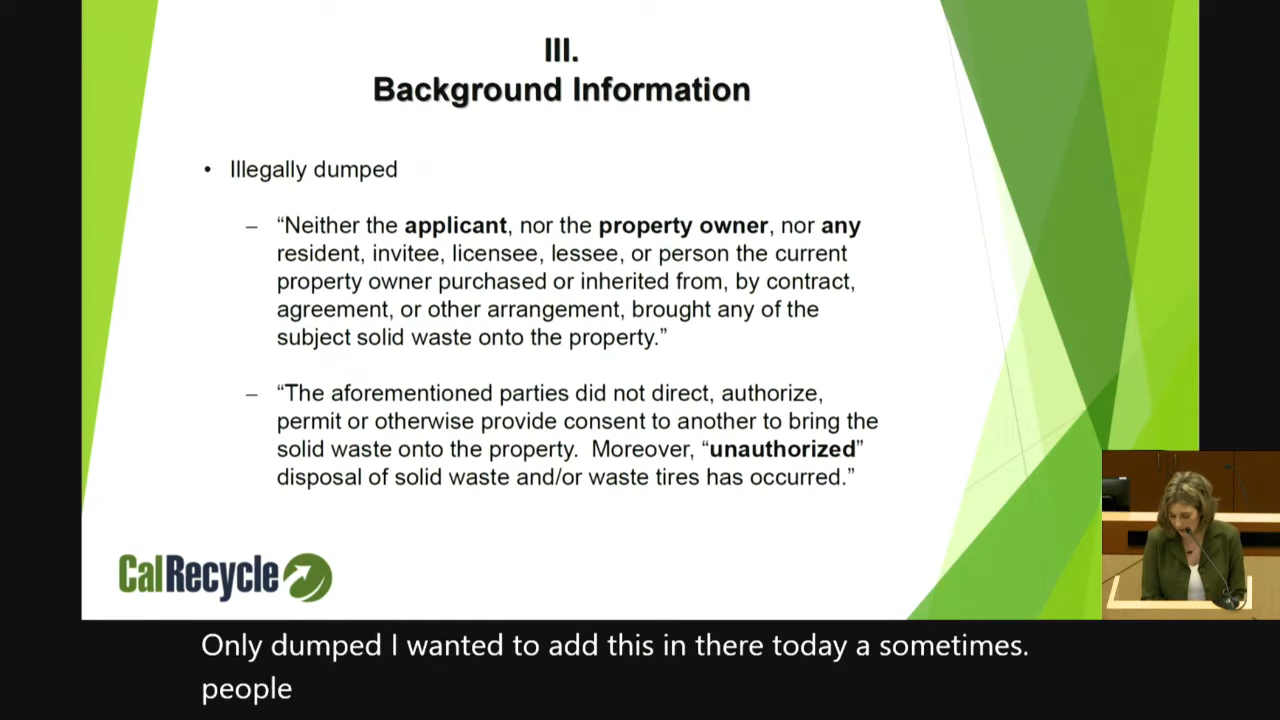 III.
Background Information
• Illegally dumped
– “Neither the applicant, nor the property owner, nor any
resident, invitee, licensee, lessee, or person the current
property owner purchased or inherited from, by contract,
agreement, or other arrangement, brought any of the
subject solid waste onto the property.”
– “The aforementioned parties did not direct, authorize,
permit or otherwise provide consent to another to bring the
solid waste onto the property.  Moreover, “unauthorized”
disposal of solid waste and/or waste tires has occurred.”
CalRecycle
Only dumped I wanted to add this in there today a sometimes.
people